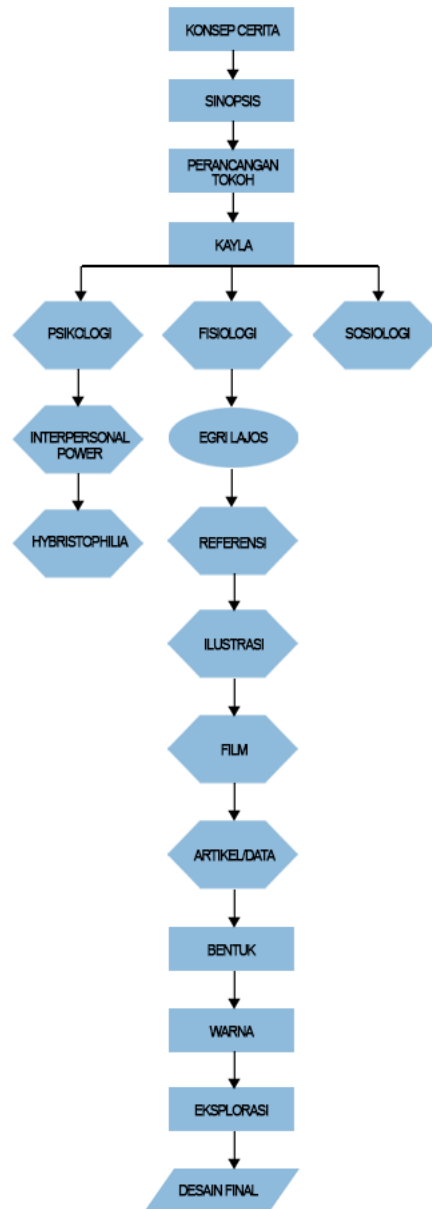 KONSEP CERITA
SINOPSIS
PERANCANGAN
TOKOH
KAYLA
PSIKOLOGI
FISIOLOGI
SOSIOLOGI
INTERPERSONAL
POWER
EGRI LAJOS
HYBRISTOPHILIA
REFERENSI
ILUSTRASI
FILM
ARTIKEL/DATA
BENTUK
WARNA
EKSPLORASI
DESAIN FINAL